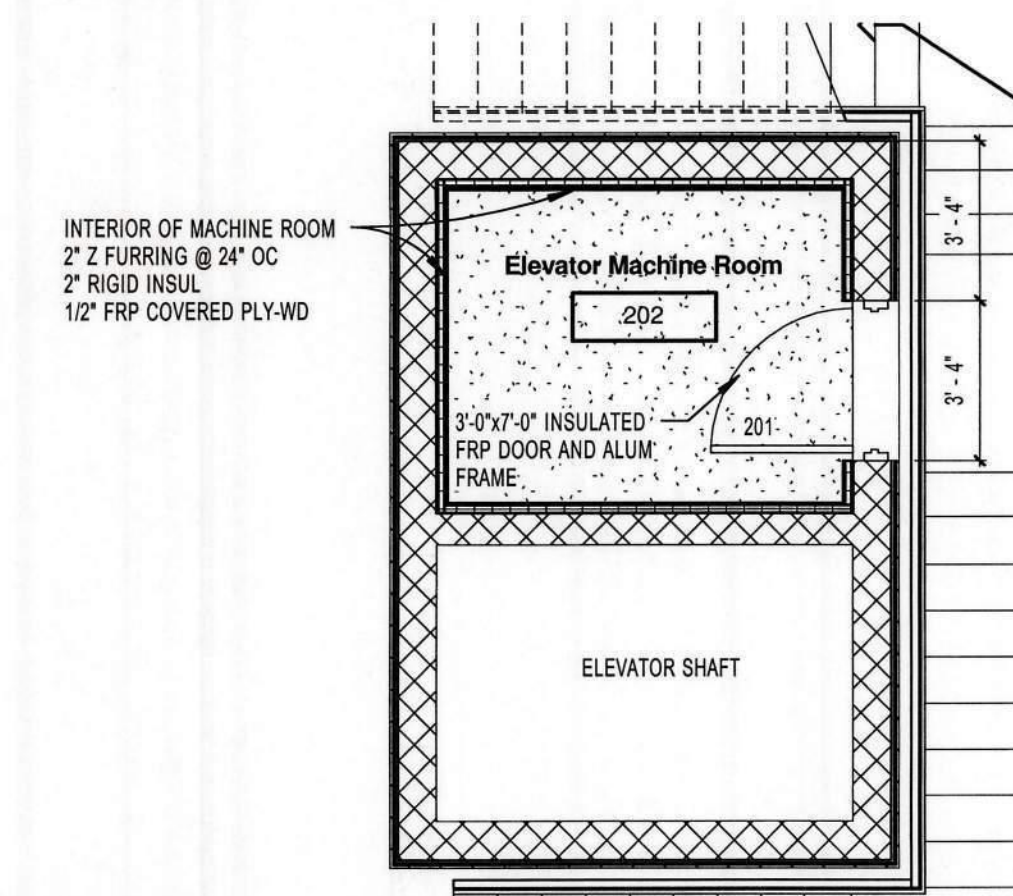 INTERIOR OF MACHINE ROOM
2" Z FURRING @ 24" OC
2" RIGID INSUL
1/2" FRP COVERED PLY-WD
Elevator Machine Room
202
3'-0"x7'-0" INSULATED
FRP DOOR AND ALUM
FRAME
201
ELEVATOR SHAFT
3' - 4"
3' - 4"